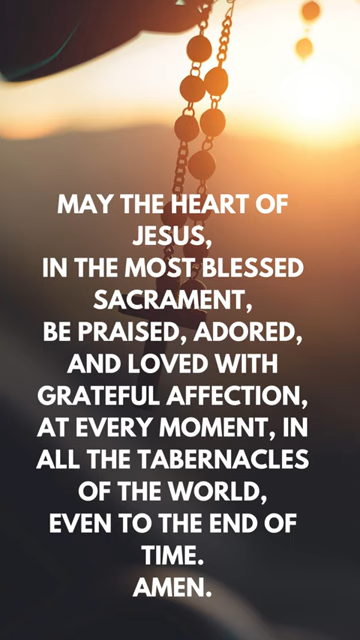 MAY THE HEART OF
JESUS,
IN THE MOST BLESSED
SACRAMENT,
BE PRAISED, ADORED,
AND LOVED WITH
GRATEFUL AFFECTION,
AT EVERY MOMENT, IN
ALL THE TABERNACLES
OF THE WORLD,
EVEN TO THE END OF
TIME.
AMEN.